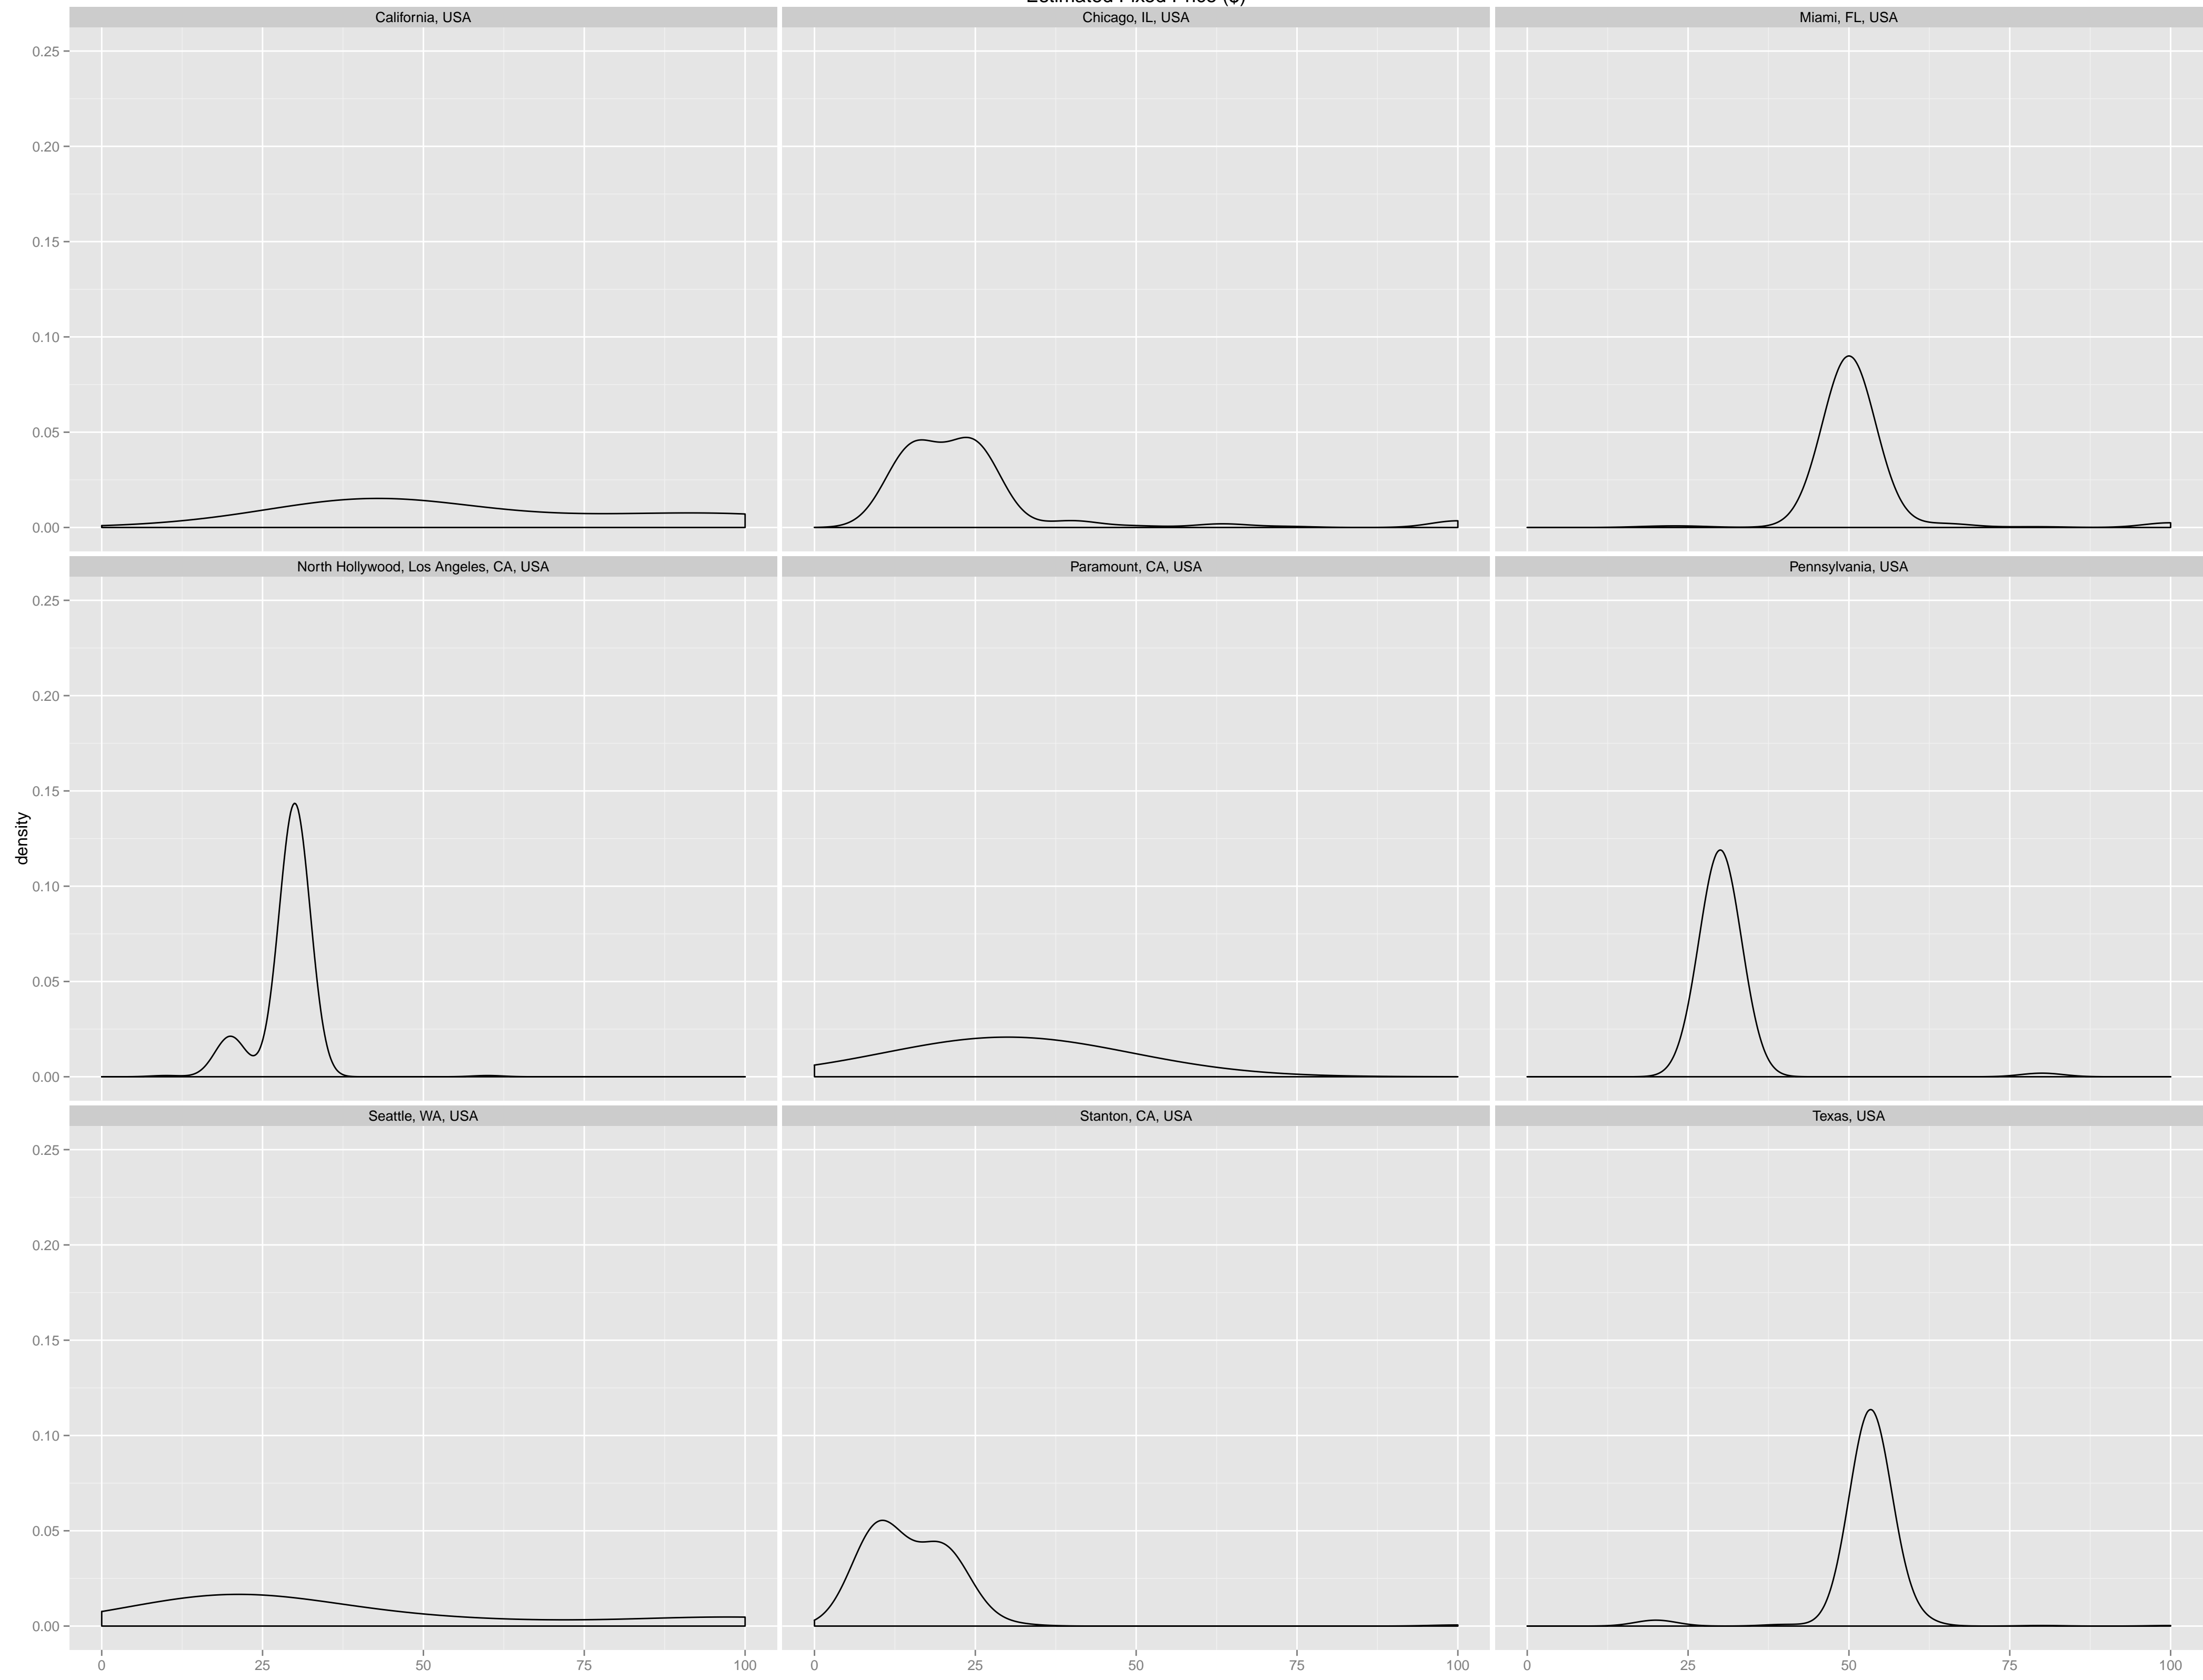 Estimated Fixed Price ($)
California, USA
Chicago, IL, USA
Miami, FL, USA
0.25
0.20
0.15
0.10
0.05
0.00
North Hollywood, Los Angeles, CA, USA
Paramount, CA, USA
Pennsylvania, USA
0.25
0.20
0.15
0.10
0.05
0.00
density
Seattle, WA, USA
Stanton, CA, USA
Texas, USA
0.25
0.20
0.15
0.10
0.05
0.00
0 25 50 75 100 0 25 50 75 100 0 25 50 75 100